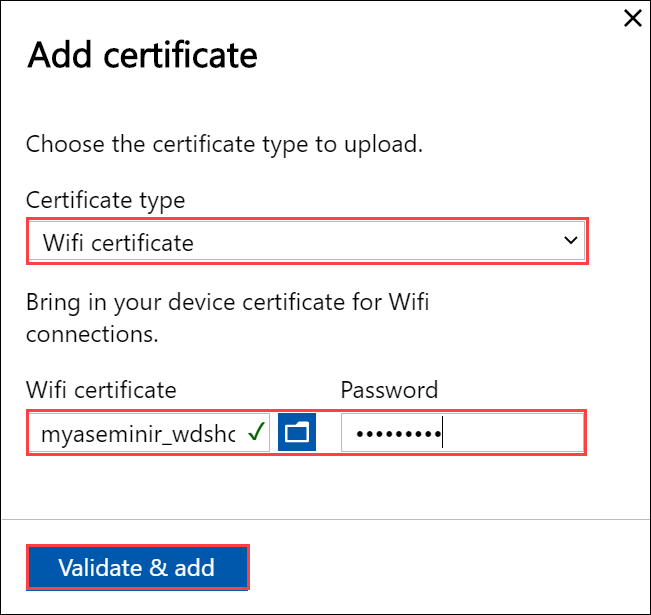 Add certificate
Choose the certificate type to upload.
Certificate type
Wifi certificate
Bring in your device certificate for Wifi
connections.
Wifi certificate Password
myaseminir_wdshc •••••••••
Validate & add